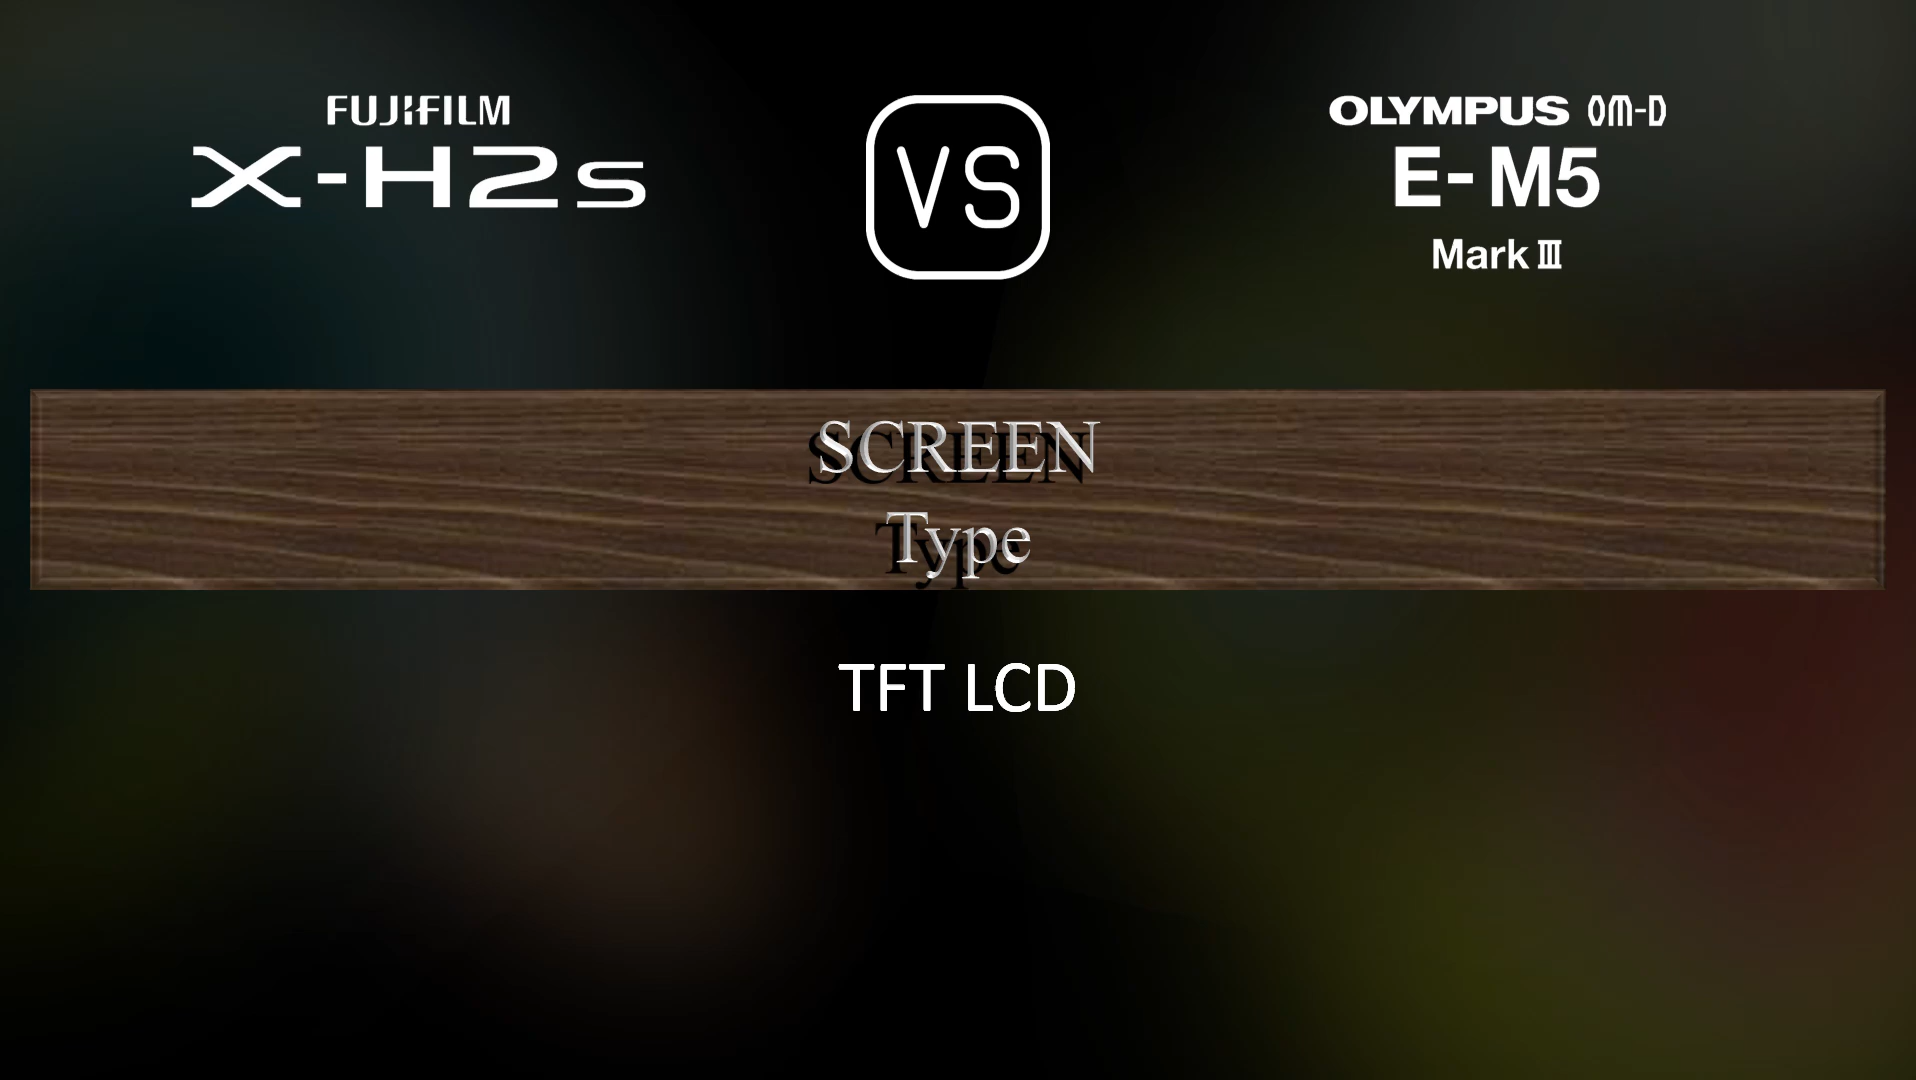 FUJIFILM
X-H2s
VS
OLYMPUS OM-D
E-M5
Mark III
SCREEN
Type
TFT LCD